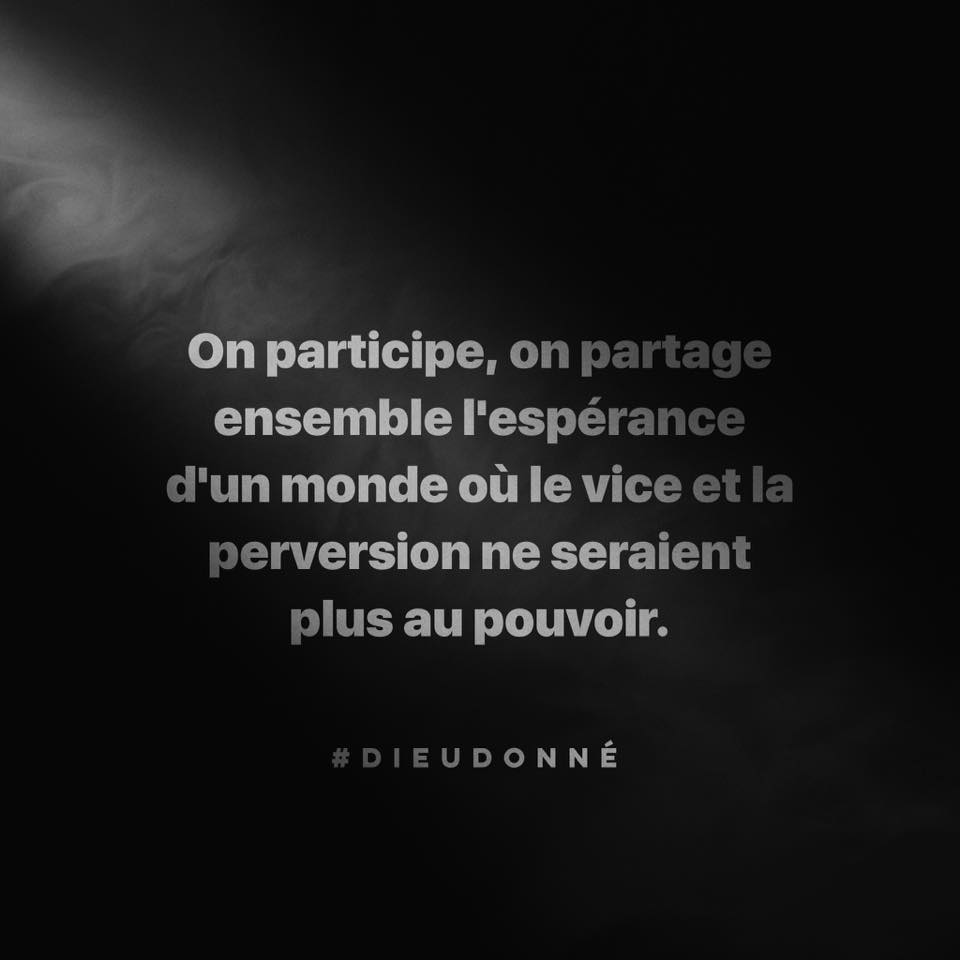 On participe, on partage
ensemble l'espérance
d'un monde où le vice et la
perversion ne seraient
plus au pouvoir.
#DIEUDONNÉ